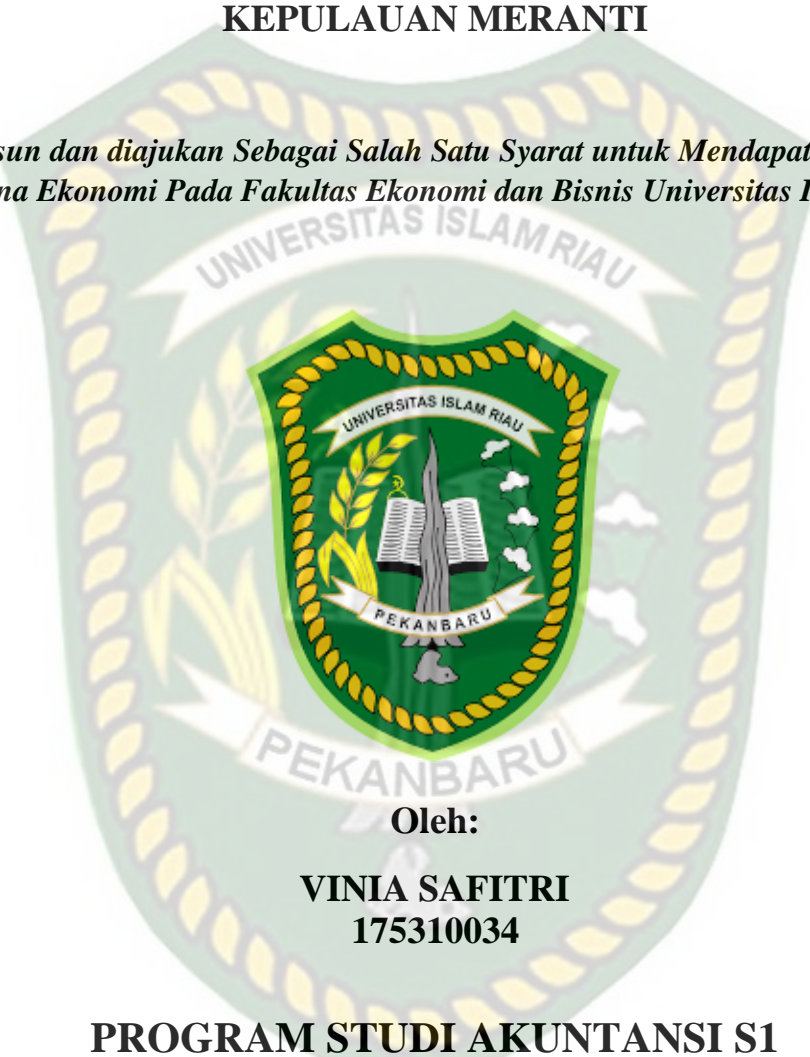 KEPULAUAN MERANTI
sun dan diajukan Sebagai Salah Satu Syarat untuk Mendapat
na Ekonomi Pada Fakultas Ekonomi dan Bisnis Universitas I
UNIVERSITAS ISLAM RIAU
UNIVERSITAS ISLAM RIAU
PEKANBARU
PEKANBARU
Oleh:
VINIA SAFITRI
175310034
PROGRAM STUDI AKUNTANSI S1